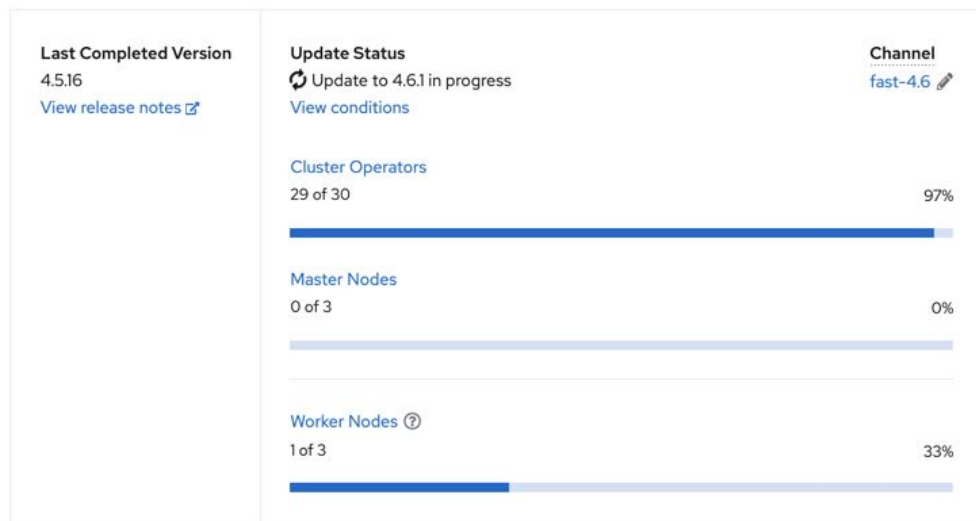 Last Completed Version
4.5.16
View release notes
Update Status
Update to 4.6.1 in progress
View conditions
Channel
fast-4.6
Cluster Operators
29 of 30
97%
Master Nodes
0 of 3
0%
Worker Nodes
1 of 3
33%